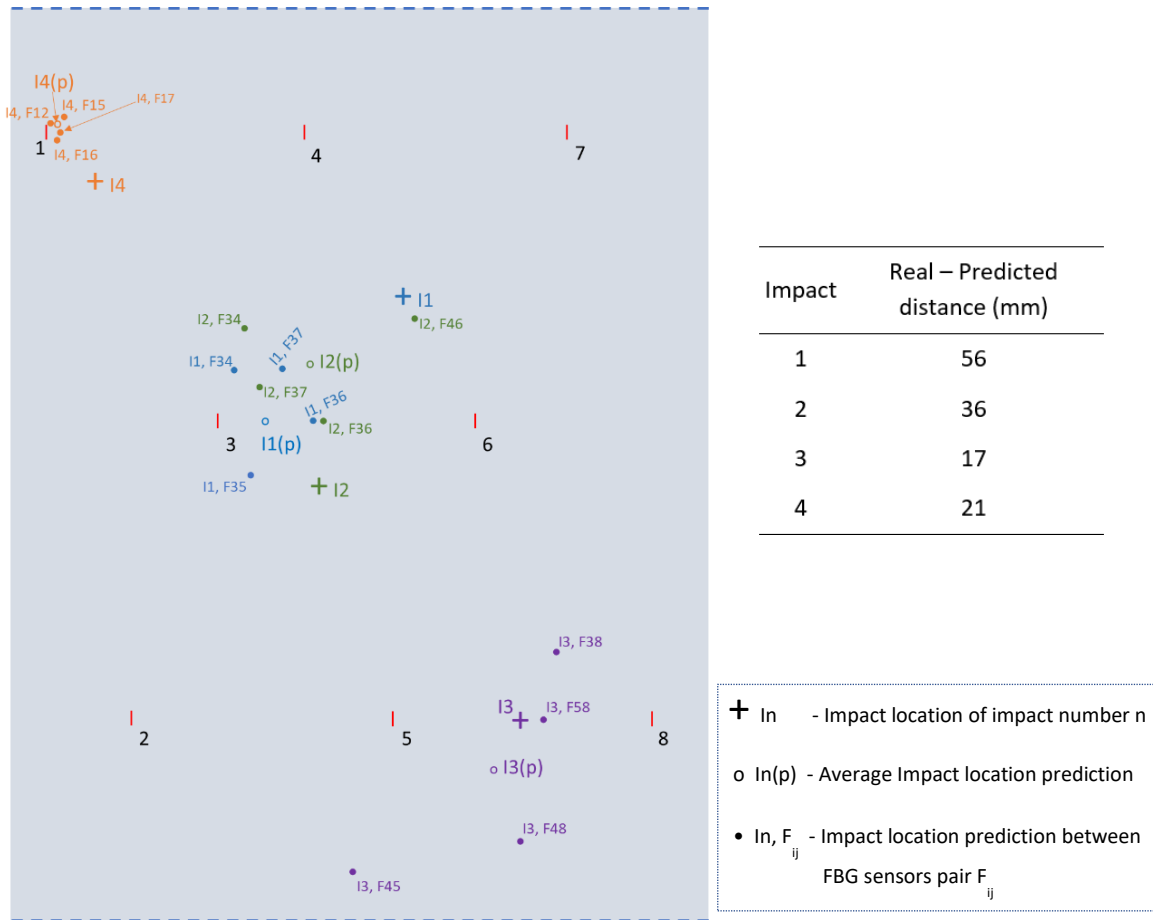 I4(p)
I4, F12
I4, F15
I4, F17
1
I4, F16
4
7
I4
I1
I2, F34
I2, F46
I1, F37
I1, F34
I2(p)
I2, F37
I1, F36
I2, F36
3
I1(p)
6
I1, F35
I2
I3, F38
I3
I3, F58
2
5
8
I3(p)
I3, F48
I3, F45
Impact Real – Predicted distance (mm)
1 56
2 36
3 17
4 21
In - Impact location of impact number n
o In(p) - Average Impact location prediction
• In, Fij - Impact location prediction between
FBG sensors pair Fij